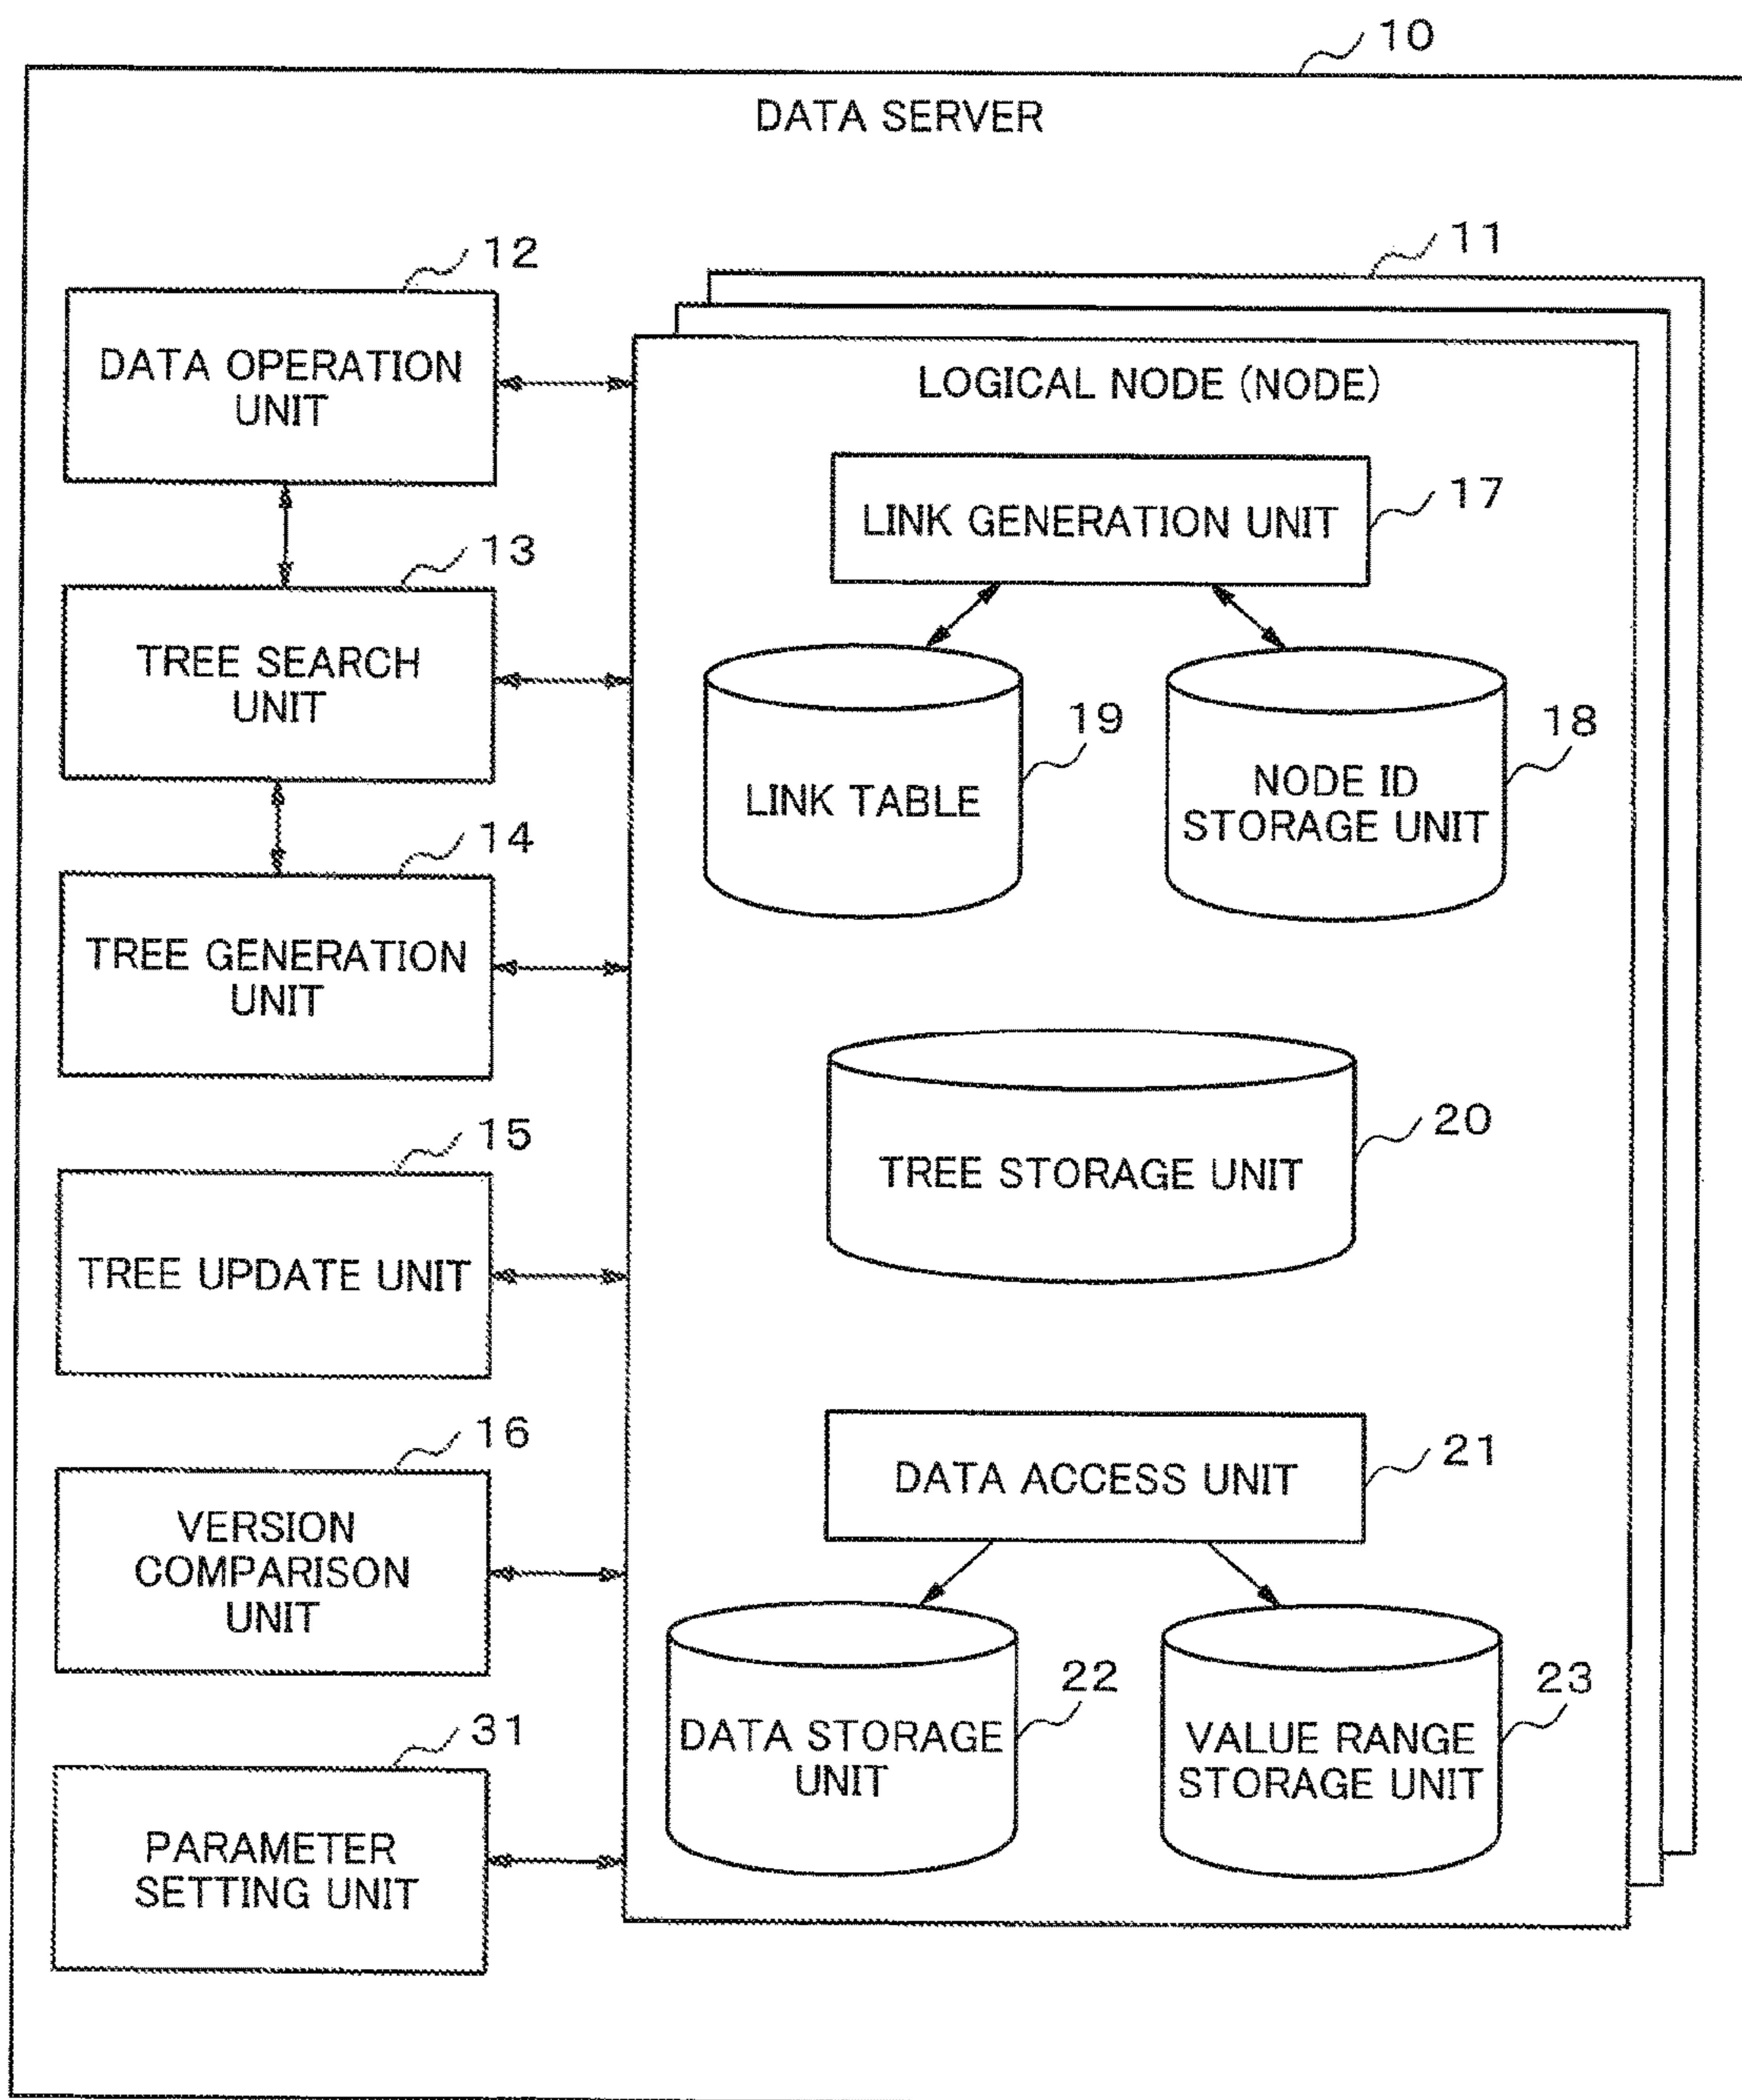 10
DATA SERVER
11
12
DATA OPERATION
UNIT
LOGICAL NODE (NODE)
17
LINK GENERATION UNIT
13
TREE SEARCH
UNIT
19
LINK TABLE
18
NODE ID
STORAGE UNIT
14
TREE GENERATION
UNIT
20
TREE STORAGE UNIT
15
TREE UPDATE UNIT
21
DATA ACCESS UNIT
16
VERSION
COMPARISON
UNIT
22
DATA STORAGE
UNIT
23
VALUE RANGE
STORAGE UNIT
31
PARAMETER
SETTING UNIT